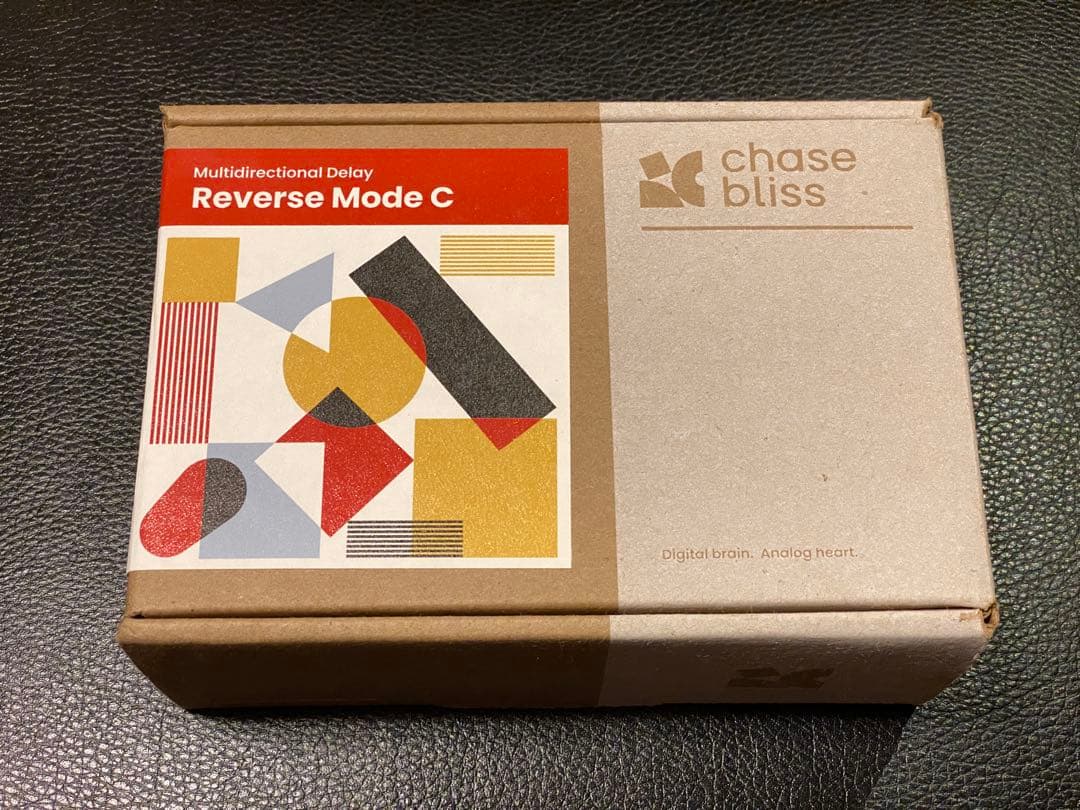 Multidirectional Delay
Reverse Mode C
chase
bliss
Digital brain. Analog heart.